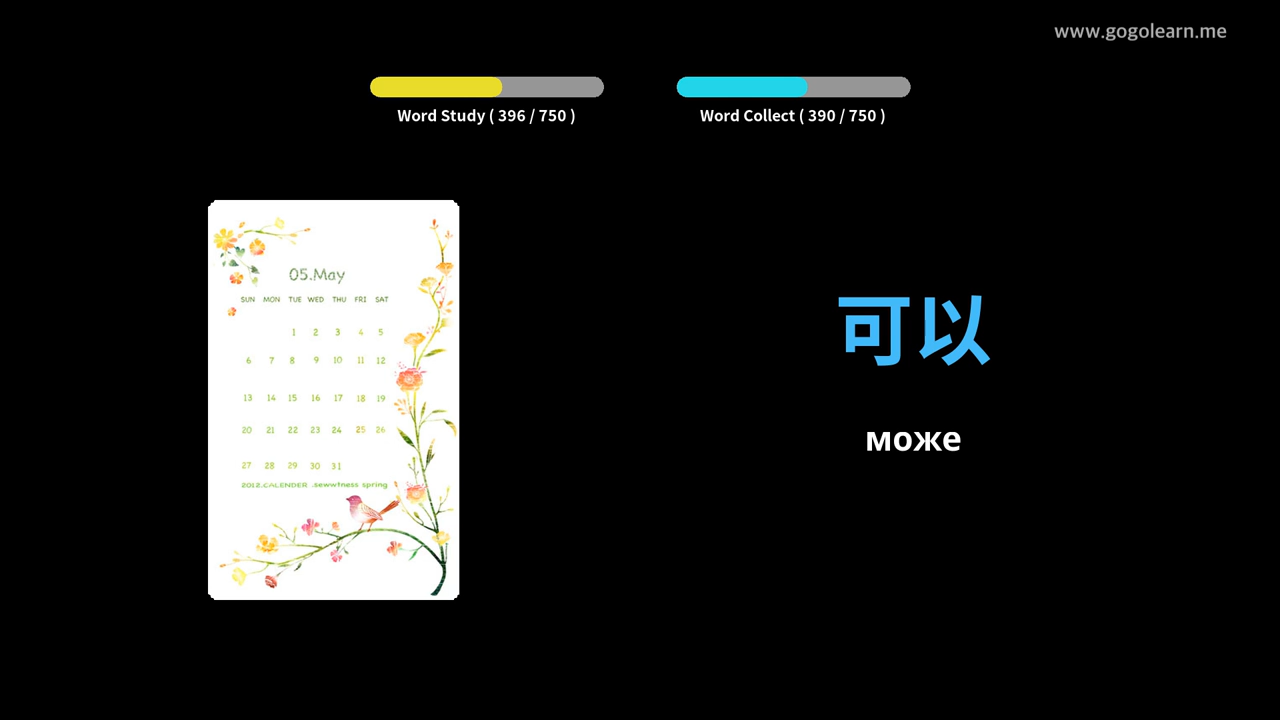 www.gogolearn.me
Word Study ( 396 / 750 )
Word Collect ( 390 / 750 )
05.May
SUN MON TUE WED THU FRI SAT
1 2 3 4 5
6 7 8 9 10 11 12
13 14 15 16 17 18 19
20 21 22 23 24 25 26
27 28 29 30 31
2012.CALENDER .sewwtness spring
可以
може